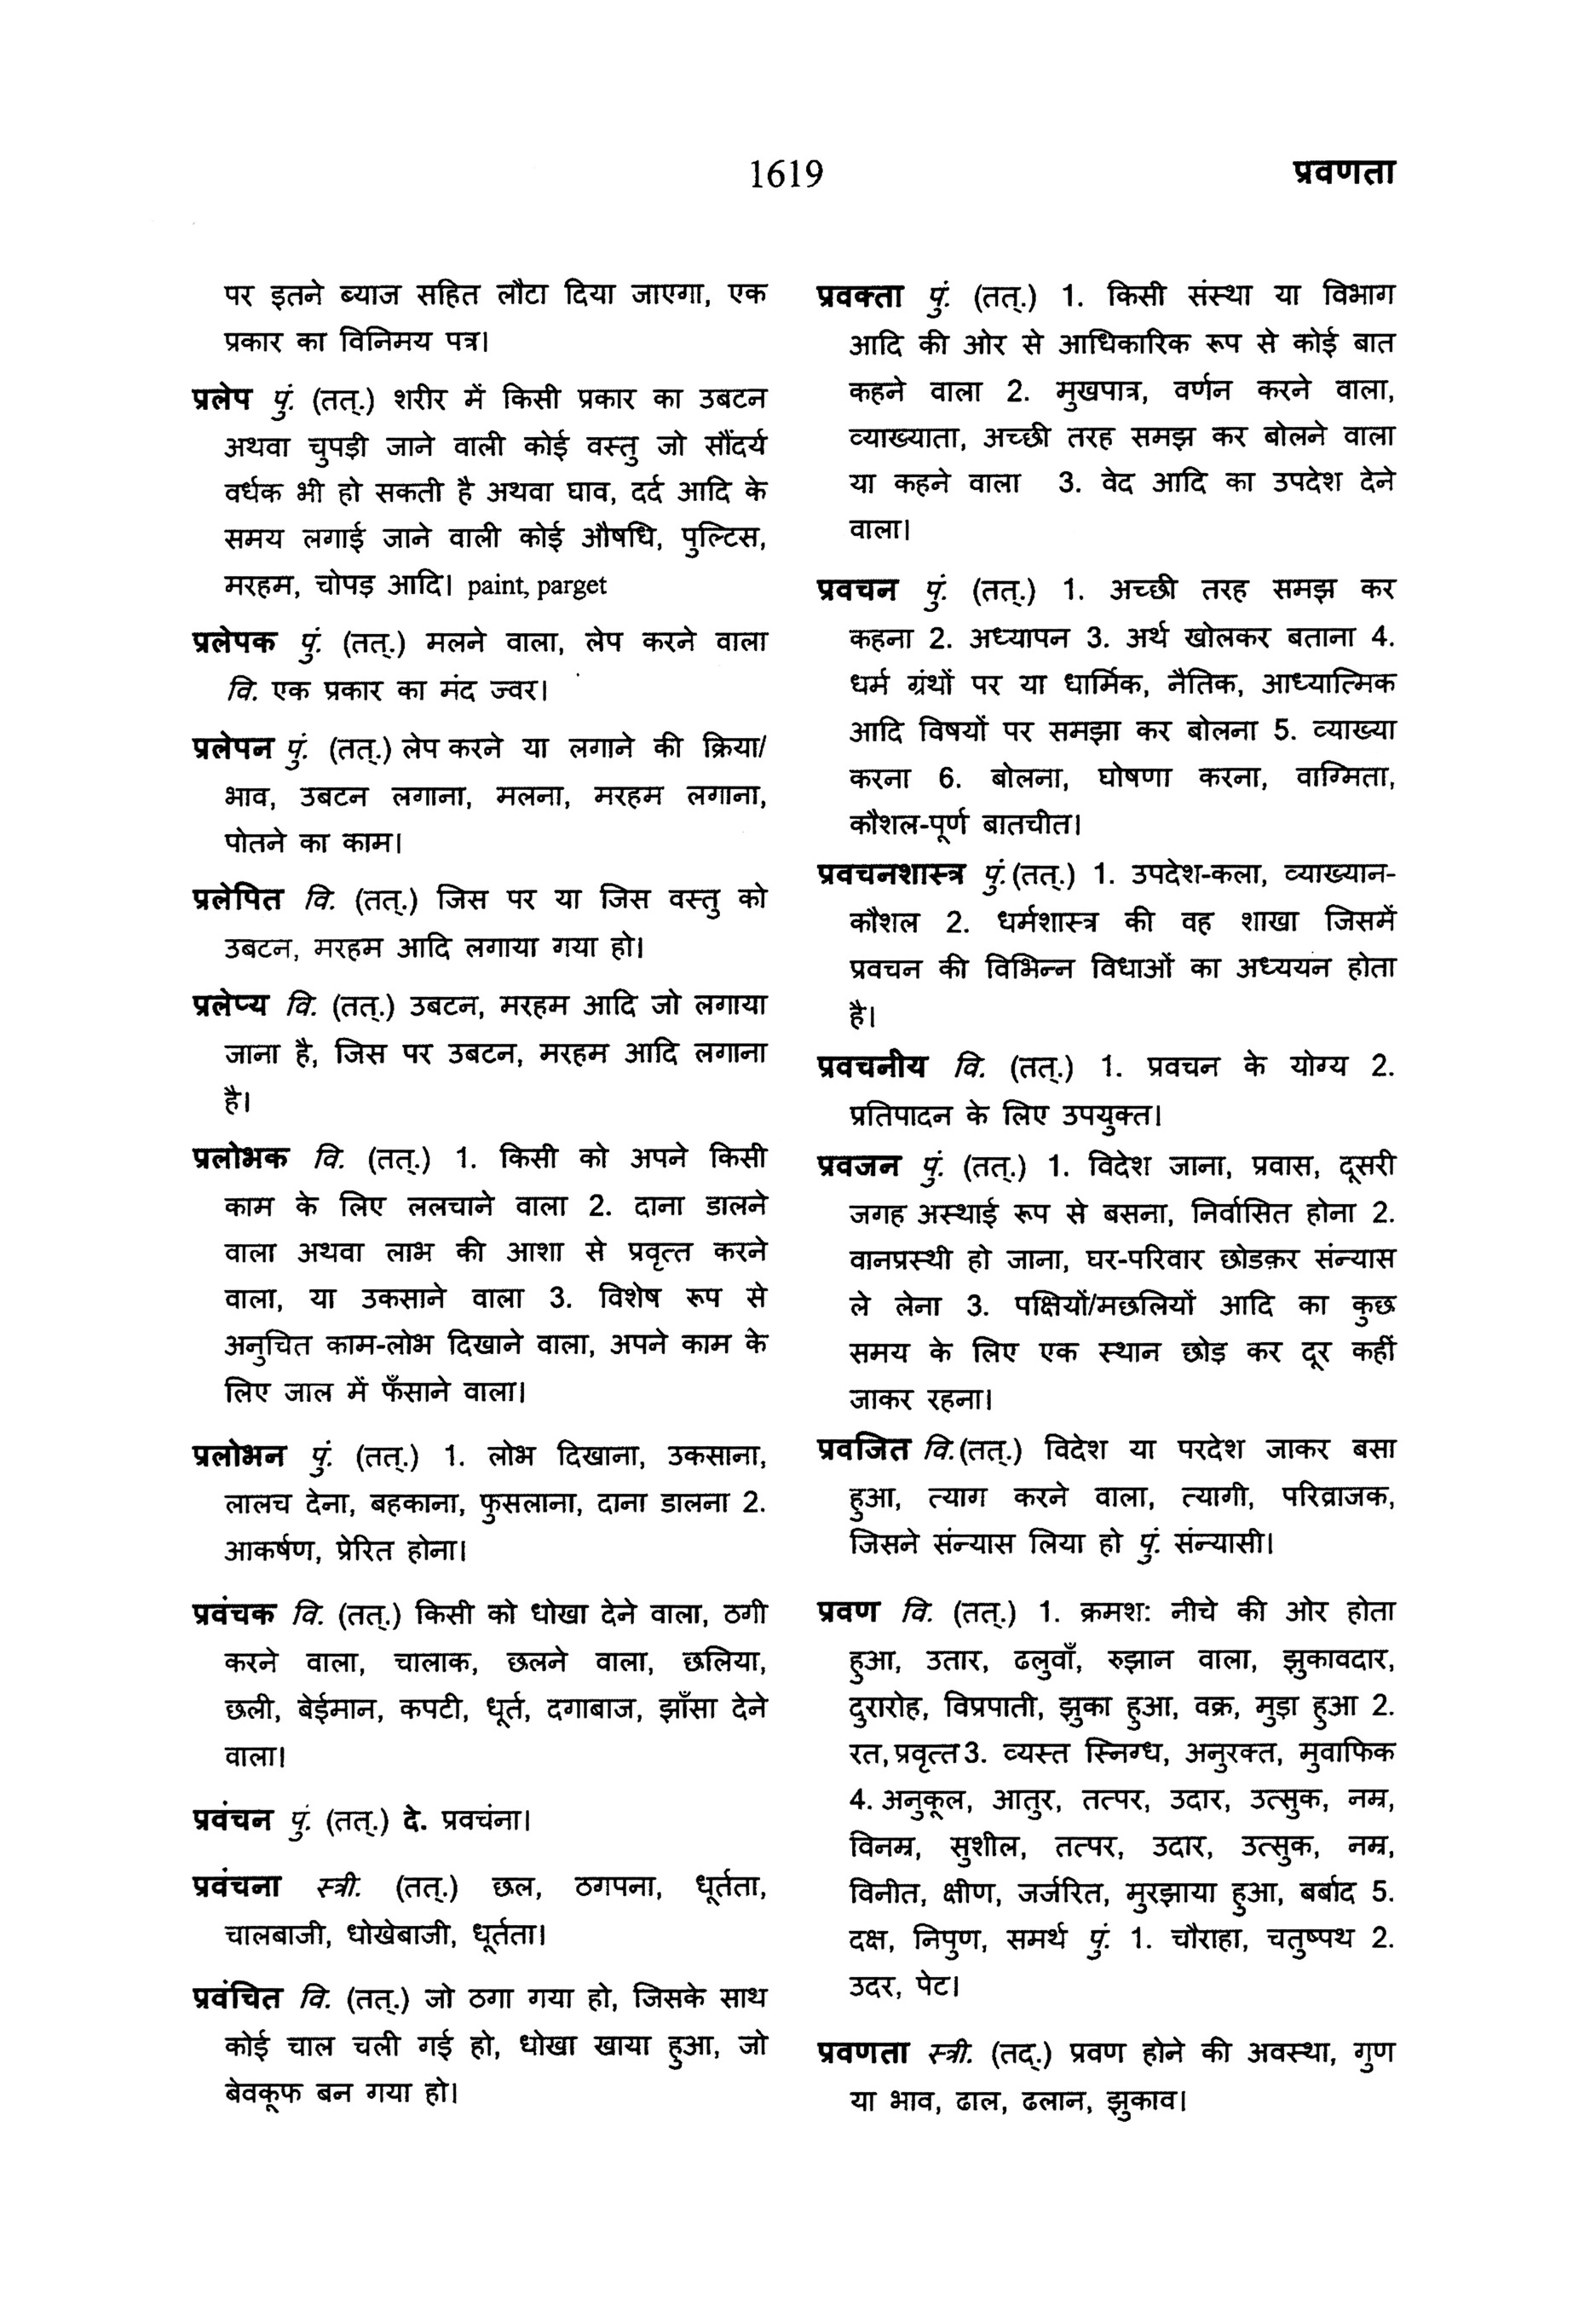 1619
प्रवणता
पर इतने ब्याज सहित लौटा दिया जाएगा, एक
प्रकार का विनिमय पत्र।
प्रलेप पुं. (तत्.) शरीर में किसी प्रकार का उबटन
अथवा चुपड़ी जाने वाली कोई वस्तु जो सौंदर्य
वर्धक भी हो सकती है अथवा घाव, दर्द आदि के
समय लगाई जाने वाली कोई औषधि, पुल्टिस,
मरहम, चोपड़ आदि। paint, parget
प्रलेपक पुं. (तत्.) मलने वाला, लेप करने वाला
वि. एक प्रकार का मंद ज्वर।
प्रलेपन पुं. (तत्.) लेप करने या लगाने की क्रिया/
भाव, उबटन लगाना, मलना, मरहम लगाना,
पोतने का काम।
प्रलेपित वि. (तत्.) जिस पर या जिस वस्तु को
उबटन, मरहम आदि लगाया गया हो।
प्रलेप्य वि. (तत्.) उबटन, मरहम आदि जो लगाया
जाना है, जिस पर उबटन, मरहम आदि लगाना
है।
प्रलोभक वि. (तत्.) 1. किसी को अपने किसी
काम के लिए ललचाने वाला 2. दाना डालने
वाला अथवा लाभ की आशा से प्रवृत्त करने
वाला, या उकसाने वाला 3. विशेष रूप से
अनुचित काम-लोभ दिखाने वाला, अपने काम के
लिए जाल में फँसाने वाला।
प्रलोभन पुं. (तत्.) 1. लोभ दिखाना, उकसाना,
लालच देना, बहकाना, फुसलाना, दाना डालना 2.
आकर्षण, प्रेरित होना।
प्रवंचक वि. (तत्.) किसी को धोखा देने वाला, ठगी
करने वाला, चालाक, छलने वाला, छलिया,
छली, बेईमान, कपटी, धूर्त, दगाबाज, झाँसा देने
वाला।
प्रवंचन पुं. (तत्.) दे. प्रवचंना।
प्रवंचना स्त्री. (तत्.) छल, ठगपना, धूर्तता,
चालबाजी, धोखेबाजी, धूर्तता।
प्रवंचित वि. (तत्.) जो ठगा गया हो, जिसके साथ
कोई चाल चली गई हो, धोखा खाया हुआ, जो
बेवकूफ बन गया हो।
प्रवक्ता पुं. (तत्.) 1. किसी संस्था या विभाग
आदि की ओर से आधिकारिक रूप से कोई बात
कहने वाला 2. मुखपात्र, वर्णन करने वाला,
व्याख्याता, अच्छी तरह समझ कर बोलने वाला
या कहने वाला 3. वेद आदि का उपदेश देने
वाला।
प्रवचन पुं. (तत्.) 1. अच्छी तरह समझ कर
कहना 2. अध्यापन 3. अर्थ खोलकर बताना 4.
धर्म ग्रंथों पर या धार्मिक, नैतिक, आध्यात्मिक
आदि विषयों पर समझा कर बोलना 5. व्याख्या
करना 6. बोलना, घोषणा करना, वाग्मिता,
कौशल-पूर्ण बातचीत।
प्रवचनशास्त्र पुं.(तत्.) 1. उपदेश-कला, व्याख्यान-
कौशल 2. धर्मशास्त्र की वह शाखा जिसमें
प्रवचन की विभिन्न विधाओं का अध्ययन होता
है।
प्रवचनीय वि. (तत्.) 1. प्रवचन के योग्य 2.
प्रतिपादन के लिए उपयुक्त।
प्रवजन पुं. (तत्.) 1. विदेश जाना, प्रवास, दूसरी
जगह अस्थाई रूप से बसना, निर्वासित होना 2.
वानप्रस्थी हो जाना, घर-परिवार छोडक़र संन्यास
ले लेना 3. पक्षियों/मछलियों आदि का कुछ
समय के लिए एक स्थान छोड़ कर दूर कहीं
जाकर रहना।
प्रवजित वि.(तत्.) विदेश या परदेश जाकर बसा
हुआ, त्याग करने वाला, त्यागी, परिव्राजक,
जिसने संन्यास लिया हो पुं. संन्यासी।
प्रवण वि. (तत्.) 1. क्रमश: नीचे की ओर होता
हुआ, उतार, ढलुवाँ, रुझान वाला, झुकावदार,
दुरारोह, विप्रपाती, झुका हुआ, वक्र, मुड़ा हुआ 2.
रत, प्रवृत्त 3. व्यस्त स्निग्ध, अनुरक्त, मुवाफिक
4. अनुकूल, आतुर, तत्पर, उदार, उत्सुक, नम्र,
विनम्र, सुशील, तत्पर, उदार, उत्सुक, नम्र,
विनीत, क्षीण, जर्जरित, मुरझाया हुआ, बर्बाद 5.
दक्ष, निपुण, समर्थ पुं. 1. चौराहा, चतुष्पथ 2.
उदर, पेट।
प्रवणता स्त्री. (तद्.) प्रवण होने की अवस्था, गुण
या भाव, ढाल, ढलान, झुकाव।